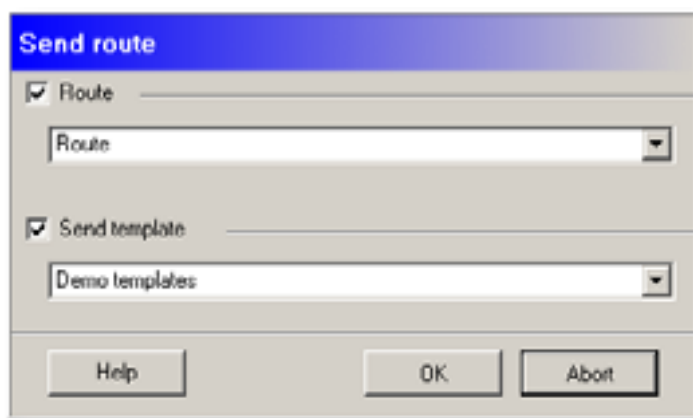 Send route
Route
Route
Send template
Demo templates
Help OK Abort